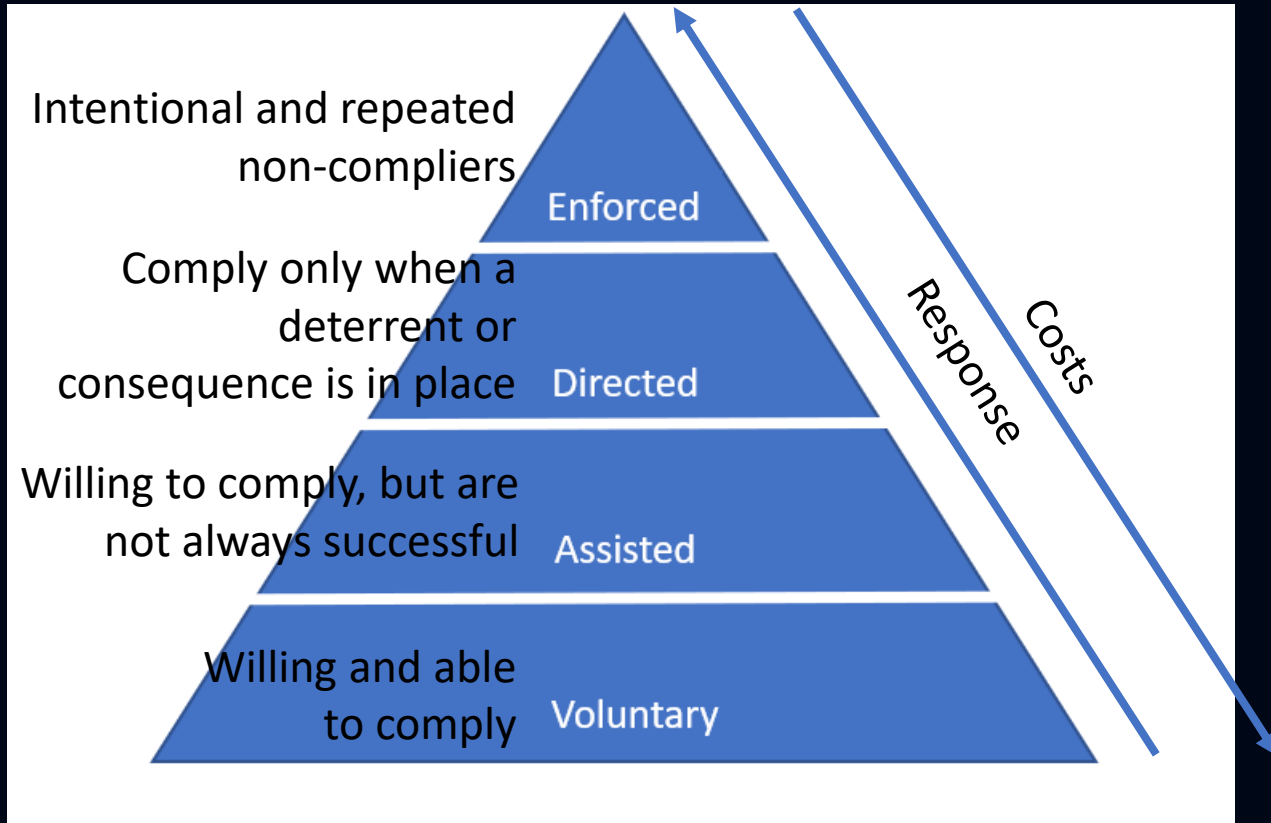 Intentional and repeated
non-compliers
Enforced
Comply only when a
deterrent or
consequence is in place
Directed
Willing to comply, but are
not always successful
Assisted
Willing and able
to comply
Voluntary
Response
Costs